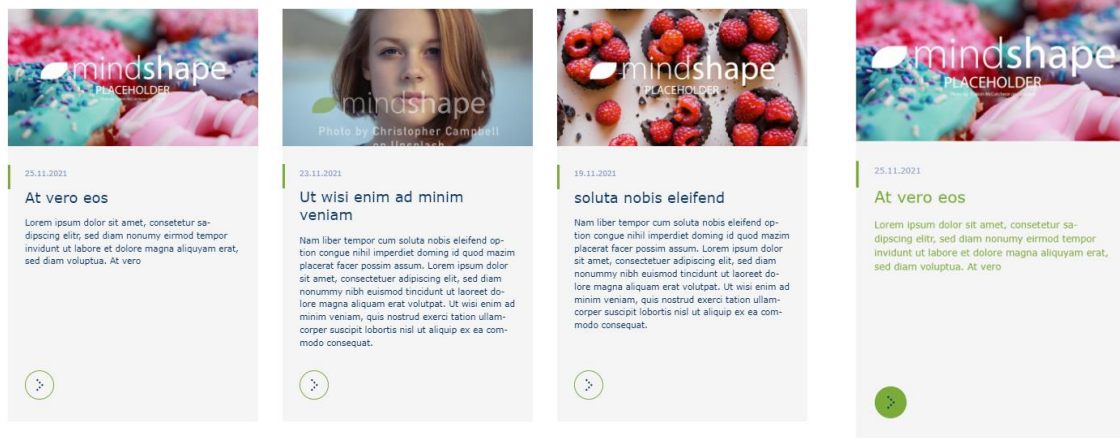 mindshape
PLACEHOLDER
25.11.2021
At vero eos
Lorem ipsum dolor sit amet, consetetur sa-
dipscing elitr, sed diam nonumy eirmod tempor
invidunt ut labore et dolore magna aliquyam erat,
sed diam voluptua. At vero
mindshape
Photo by Christopher Campbell
on Unsplash
23.11.2021
Ut wisi enim ad minim
veniam
Nam liber tempor cum soluta nobis eleifend op-
tion congue nihil imperdiet doming id quod mazim
placerat facer possim assum. Lorem ipsum dolor
sit amet, consectetuer adipiscing elit, sed diam
nonummy nibh euismod tincidunt ut laoreet do-
lore magna aliquam erat volutpat. Ut wisi enim ad
minim veniam, quis nostrud exerci tation ullam-
corper suscipit lobortis nisl ut aliquip ex ea com-
modo consequat.
mindshape
PLACEHOLDER
19.11.2021
soluta nobis eleifend
Nam liber tempor cum soluta nobis eleifend op-
tion congue nihil imperdiet doming id quod mazim
placerat facer possim assum. Lorem ipsum dolor
sit amet, consectetuer adipiscing elit, sed diam
nonummy nibh euismod tincidunt ut laoreet do-
lore magna aliquam erat volutpat. Ut wisi enim ad
minim veniam, quis nostrud exerci tation ullam-
corper suscipit lobortis nisl ut aliquip ex ea com-
modo consequat.
mindshape
PLACEHOLDER
25.11.2021
At vero eos
Lorem ipsum dolor sit amet, consetetur sa-
dipscing elitr, sed diam nonumy eirmod tempor
invidunt ut labore et dolore magna aliquyam erat,
sed diam voluptua. At vero